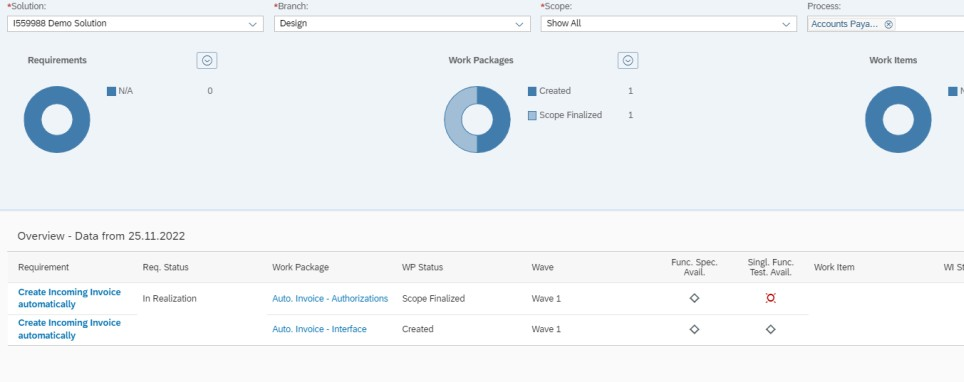 *Solution:
*Branch:
*Scope:
Process:
I559988 Demo Solution
Design
Show All
Accounts Paya...
Requirements
Work Packages
Work Items
N/A 0
Created 1
Scope Finalized 1
Overview - Data from 25.11.2022
Requirement Req. Status Work Package WP Status Wave Func. Spec. Avail. Singl. Func. Test. Avail. Work Item WI St
Create Incoming Invoice
automatically
In Realization Auto. Invoice - Authorizations Scope Finalized Wave 1
Create Incoming Invoice
automatically
Auto. Invoice - Interface Created Wave 1